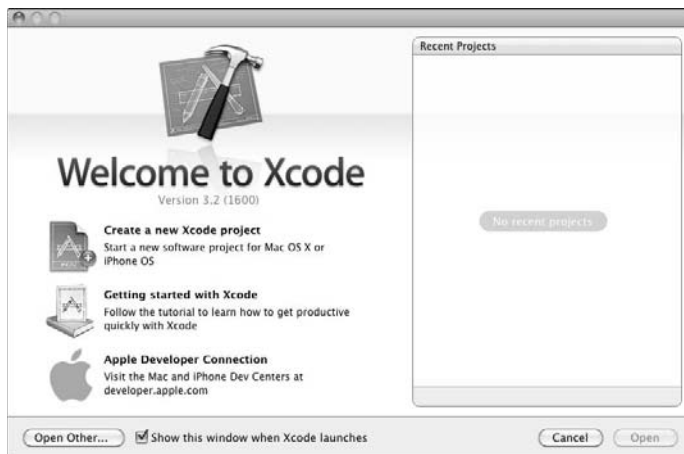 Recent Projects
Welcome to Xcode
Version 3.2 (1600)
No recent projects
Create a new Xcode project
Start a new software project for Mac OS X or
iPhone OS
Getting started with Xcode
Follow the tutorial to learn how to get productive
quickly with Xcode
Apple Developer Connection
Visit the Mac and iPhone Dev Centers at
developer.apple.com
Open Other...
Show this window when Xcode launches
Cancel
Open